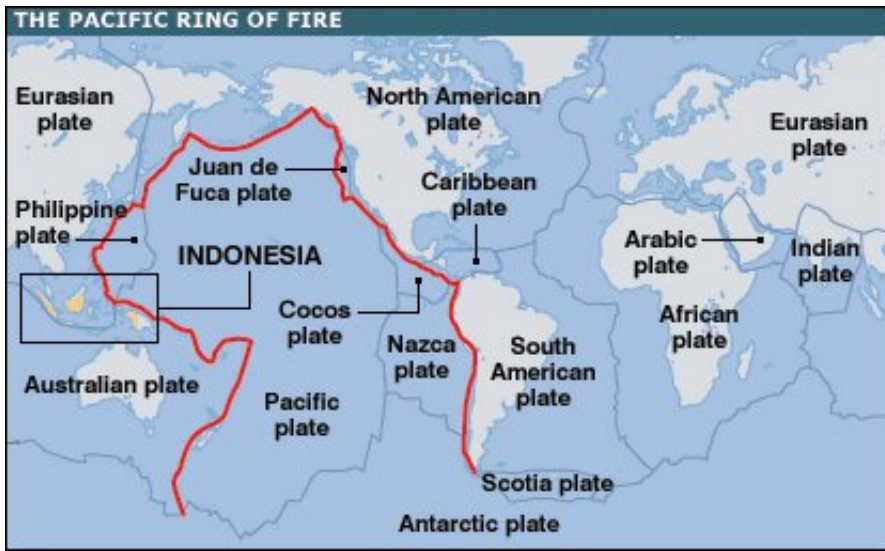 THE PACIFIC RING OF FIRE
Eurasian
plate
North American
plate
Eurasian
plate
Juan de
Fuca plate
Caribbean
plate
Philippine
plate
INDONESIA
Arabic
plate
Indian
plate
Cocos
plate
African
plate
Nazca
plate
South
American
plate
Australian plate
Pacific
plate
Scotia plate
Antarctic plate